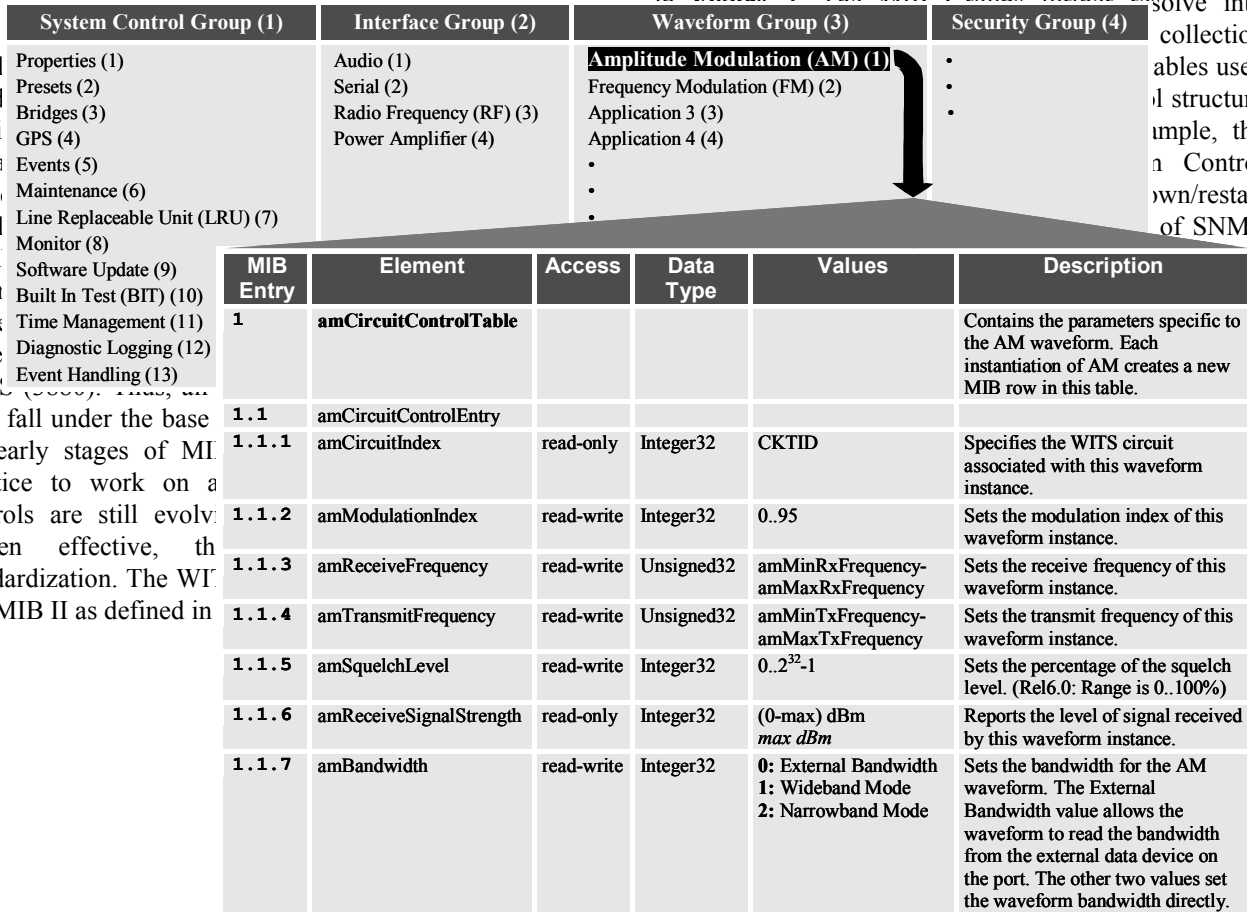 System Control Group (1)
Properties (1)
Presets (2)
Bridges (3)
GPS (4)
Events (5)
Maintenance (6)
Line Replaceable Unit (LRU) (7)
Monitor (8)
Software Update (9)
Built In Test (BIT) (10)
Time Management (11)
Diagnostic Logging (12)
Event Handling (13)
Interface Group (2)
Audio (1)
Serial (2)
Radio Frequency (RF) (3)
Power Amplifier (4)
Waveform Group (3)
Amplitude Modulation (AM) (1)
Frequency Modulation (FM) (2)
Application 3 (3)
Application 4 (4)
•
•
•
Security Group (4)
•
•
•
solve int
collectio
ables use
l structur
ample, th
Contr
own/resta
of SNM
fall under the base
early stages of MI
tice to work on a
rols are still evolvi
en effective, th
dardization. The WIT
MIB II as defined in
MIB Entry Element Access Data Type Values Description
1 amCircuitControlTable Contains the parameters specific to
the AM waveform. Each
instantiation of AM creates a new
MIB row in this table.
1.1 amCircuitControlEntry
1.1.1 amCircuitIndex read-only Integer32 CKTID Specifies the WITS circuit
associated with this waveform
instance.
1.1.2 amModulationIndex read-write Integer32 0..95 Sets the modulation index of this
waveform instance.
1.1.3 amReceiveFrequency read-write Unsigned32 amMinRxFrequency- Sets the receive frequency of this
amMaxRxFrequency waveform instance.
1.1.4 amTransmitFrequency read-write Unsigned32 amMinTxFrequency- Sets the transmit frequency of this
amMaxTxFrequency waveform instance.
1.1.5 amSquelchLevel read-write Integer32 0..2³²-1 Sets the percentage of the squelch
level. (Rel6.0: Range is 0..100%)
1.1.6 amReceiveSignalStrength read-only Integer32 (0-max) dBm Reports the level of signal received
max dBm by this waveform instance.
1.1.7 amBandwidth read-write Integer32 0: External Bandwidth Sets the bandwidth for the AM
1: Wideband Mode waveform. The External
2: Narrowband Mode Bandwidth value allows the
waveform to read the bandwidth
from the external data device on
the port. The other two values set
the waveform bandwidth directly.